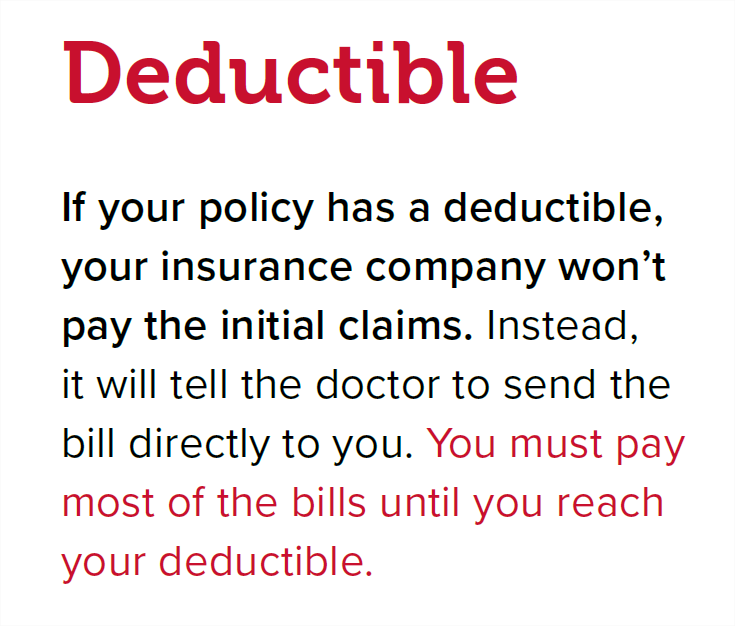 Deductible
If your policy has a deductible,
your insurance company won’t
pay the initial claims. Instead,
it will tell the doctor to send the
bill directly to you. You must pay
most of the bills until you reach
your deductible.